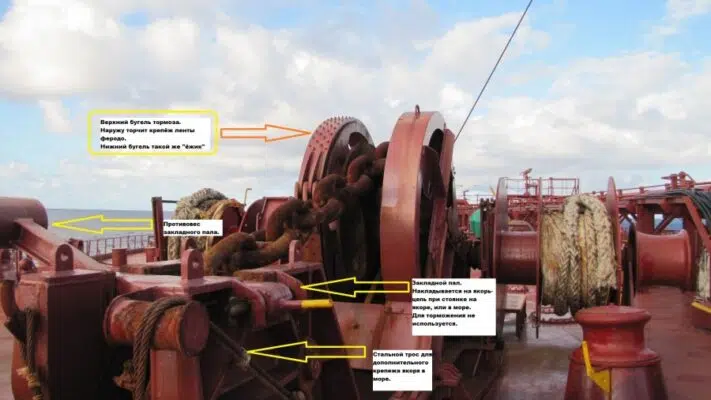 Верхний бугель тормоза.
Наружу торчит крепёж ленты
феродо.
Нижний бугель такой же "ёжик"
Противовес
закладного пала.
Закладной пал.
Накладывается на якорь-
цепь при стоянке на
якоре, или в море.
Для торможения не
используется.
Стальной трос для
дополнительного
крепижа якоря в
море.